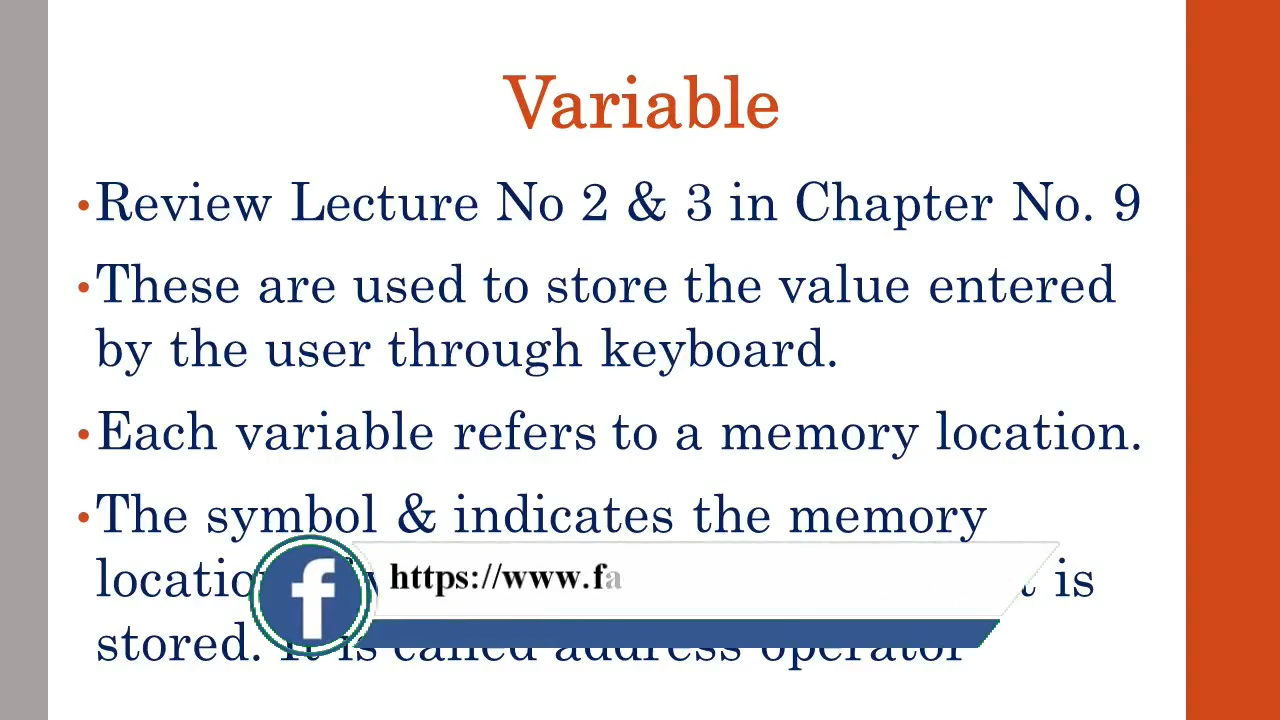 Variable
•Review Lecture No 2 & 3 in Chapter No. 9
•These are used to store the value entered
by the user through keyboard.
•Each variable refers to a memory location.
•The symbol & indicates the memory
is
stored. It is called address operator
https://www.fa